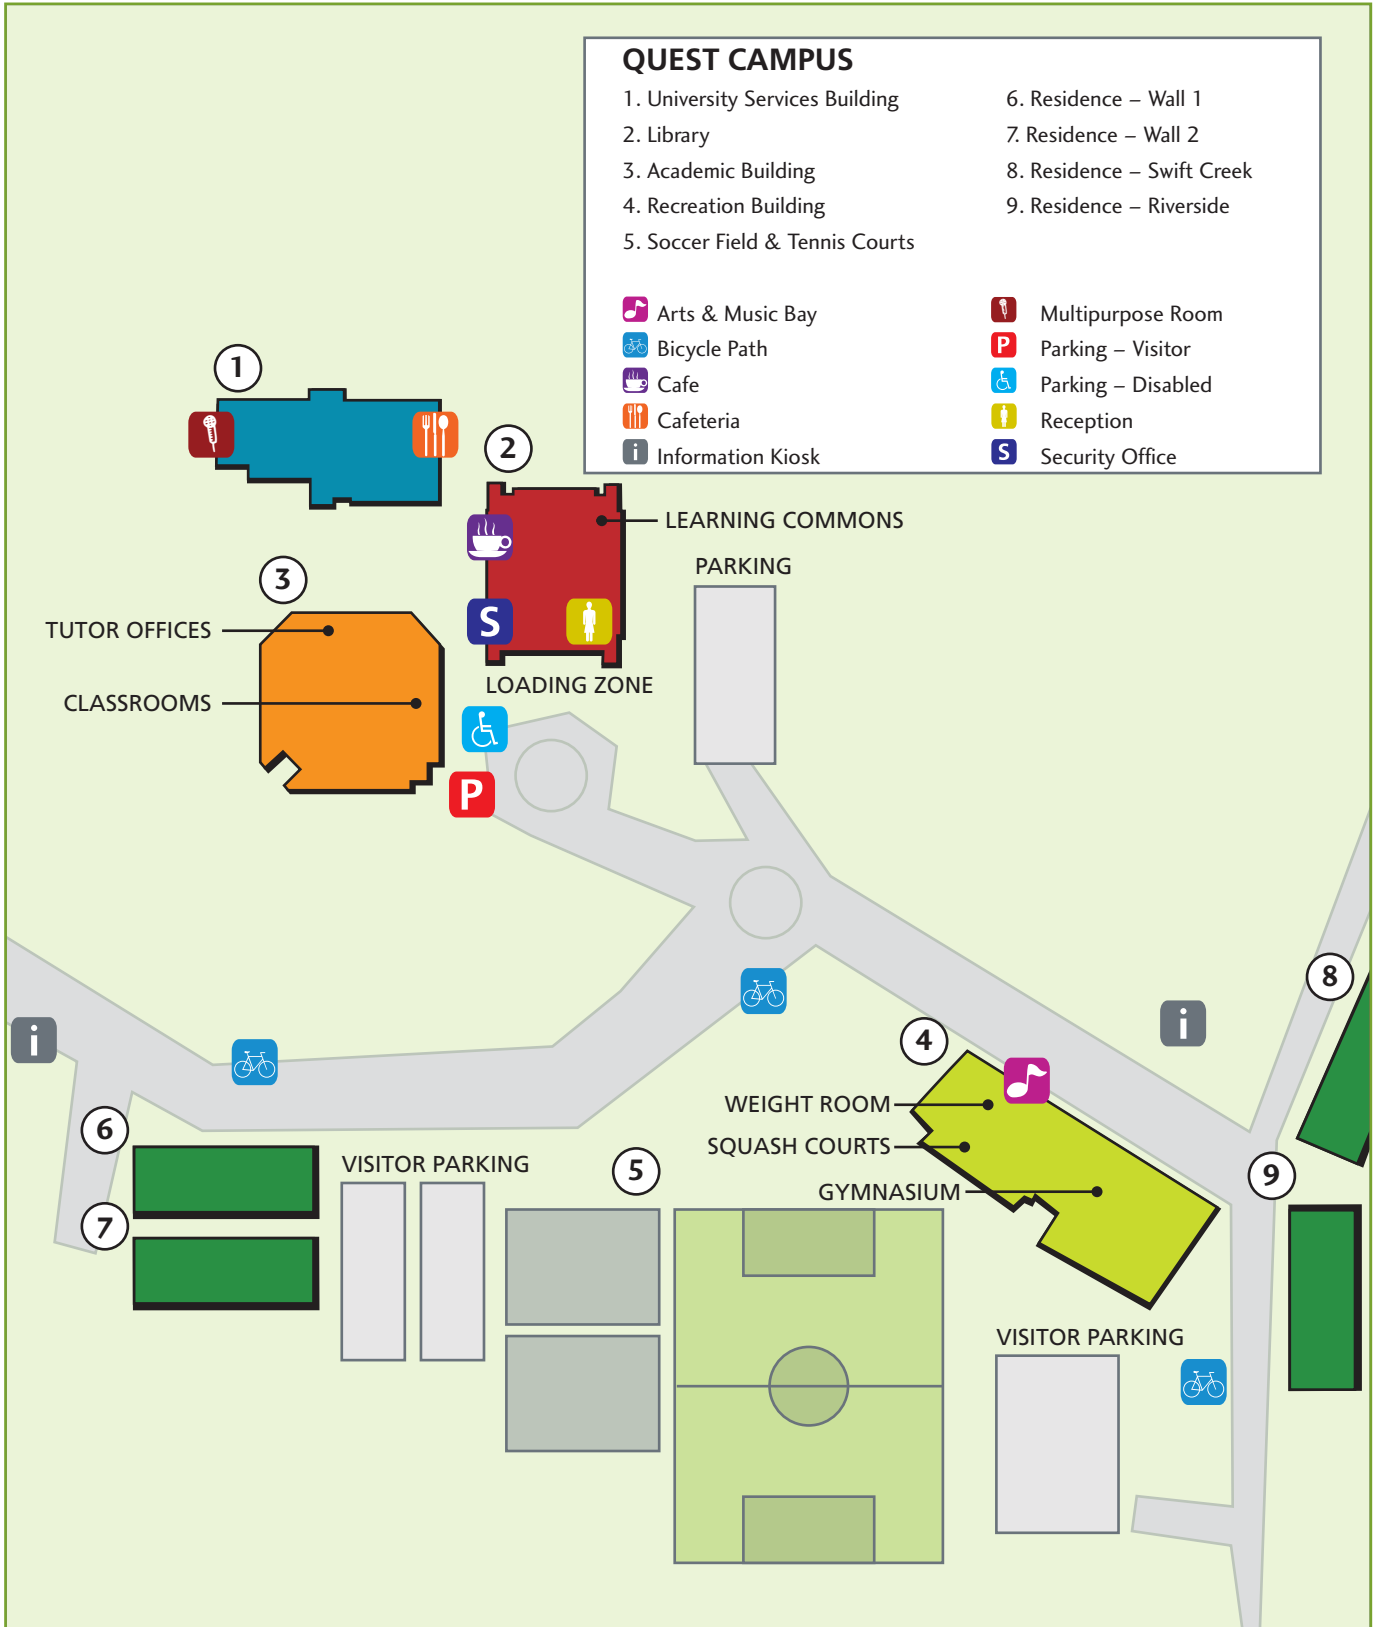 QUEST CAMPUS
1. University Services Building
2. Library
3. Academic Building
4. Recreation Building
5. Soccer Field & Tennis Courts
6. Residence – Wall 1
7. Residence – Wall 2
8. Residence – Swift Creek
9. Residence – Riverside
Arts & Music Bay
Bicycle Path
Cafe
Cafeteria
i Information Kiosk
Multipurpose Room
P Parking – Visitor
Parking – Disabled
Reception
S Security Office
1
2
LEARNING COMMONS
PARKING
3
TUTOR OFFICES
S
CLASSROOMS
LOADING ZONE
P
8
i
i
4
WEIGHT ROOM
6
SQUASH COURTS
VISITOR PARKING
5
9
GYMNASIUM
7
VISITOR PARKING